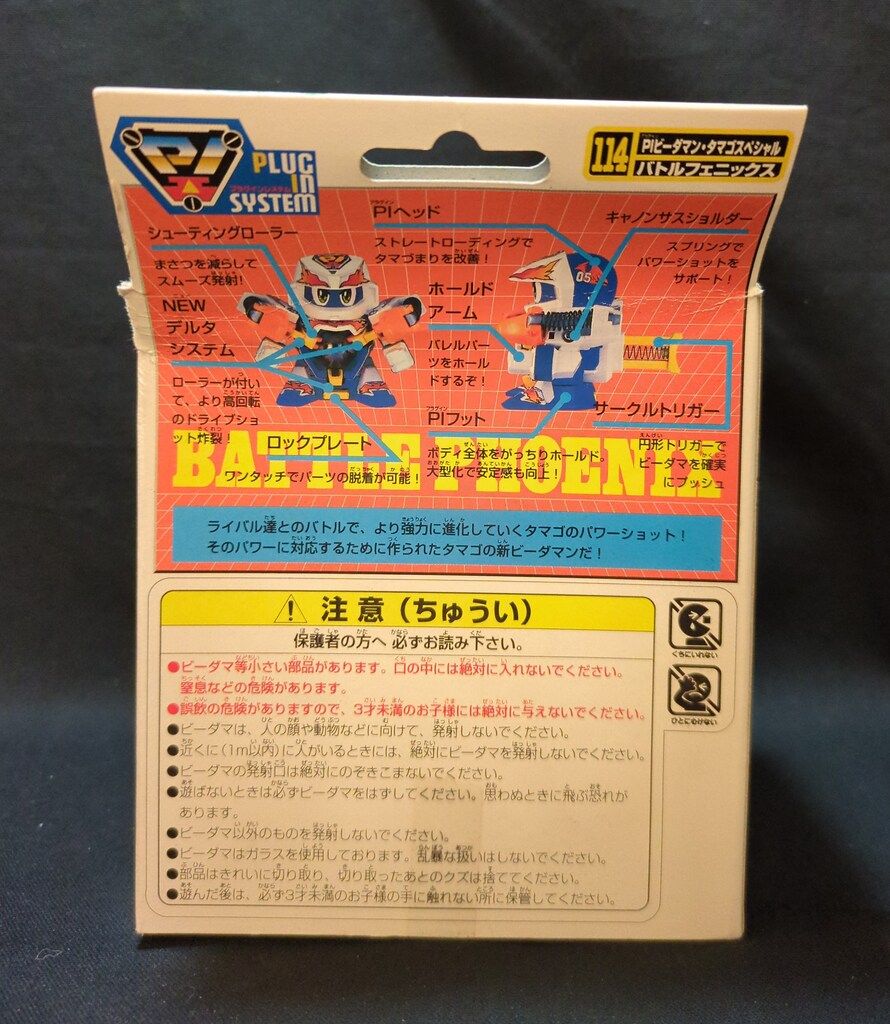 PI
PLUG
IN
プラグインシステム
SYSTEM
114
PIビーダマン・タマゴスペシャル
バトルフェニックス
シューティングローラー
まさつを減らして
スムーズ発射!
NEW
デルタ
システム
ローラーが付い
て、より高回転
のドライブショ
ット炸裂!
ロックプレート
ワンタッチでパーツの脱着が可能!
PIヘッド
ストレートローディングで
タマづまりを改善!
ホールド
アーム
バレルパー
ツをホール
ドするぞ!
PIフット
ボディ全体をがっちりホールド。
大型化で安定感も向上!
キャノンサスショルダー
スプリングで
パワーショットを
サポート!
05
サークルトリガー
円形トリガーで
ビーダマを確実
にプッシュ
BATTLE PHOENIX
ライバル達とのバトルで、より強力に進化していくタマゴのパワーショット!
そのパワーに対応するために作られたタマゴの新ビーダマンだ!
注意(ちゅうい)
保護者の方へ 必ずお読み下さい。
●ビーダマ等小さい部品があります。口の中には絶対に入れないでください。
窒息などの危険があります。
●誤飲の危険がありますので、3才未満のお子様には絶対に与えないでください。
●ビーダマは、人の顔や動物などに向けて、発射しないでください。
●近くに(1m以内)に人がいるときには、絶対にビーダマを発射しないでください。
●ビーダマの発射口は絶対にのぞきこまないでください。
●遊ばないときは必ずビーダマをはずしてください。思わぬときに飛ぶ恐れが
あります。
●ビーダマ以外のものを発射しないでください。
●ビーダマはガラスを使用しております。乱暴な扱いはしないでください。
●部品はきれいに切り取り、切り取ったあとのクズは捨ててください。
●遊んだ後は、必ず3才未満のお子様の手に触れない所に保管してください。
くちにいれない
ひとにむけない